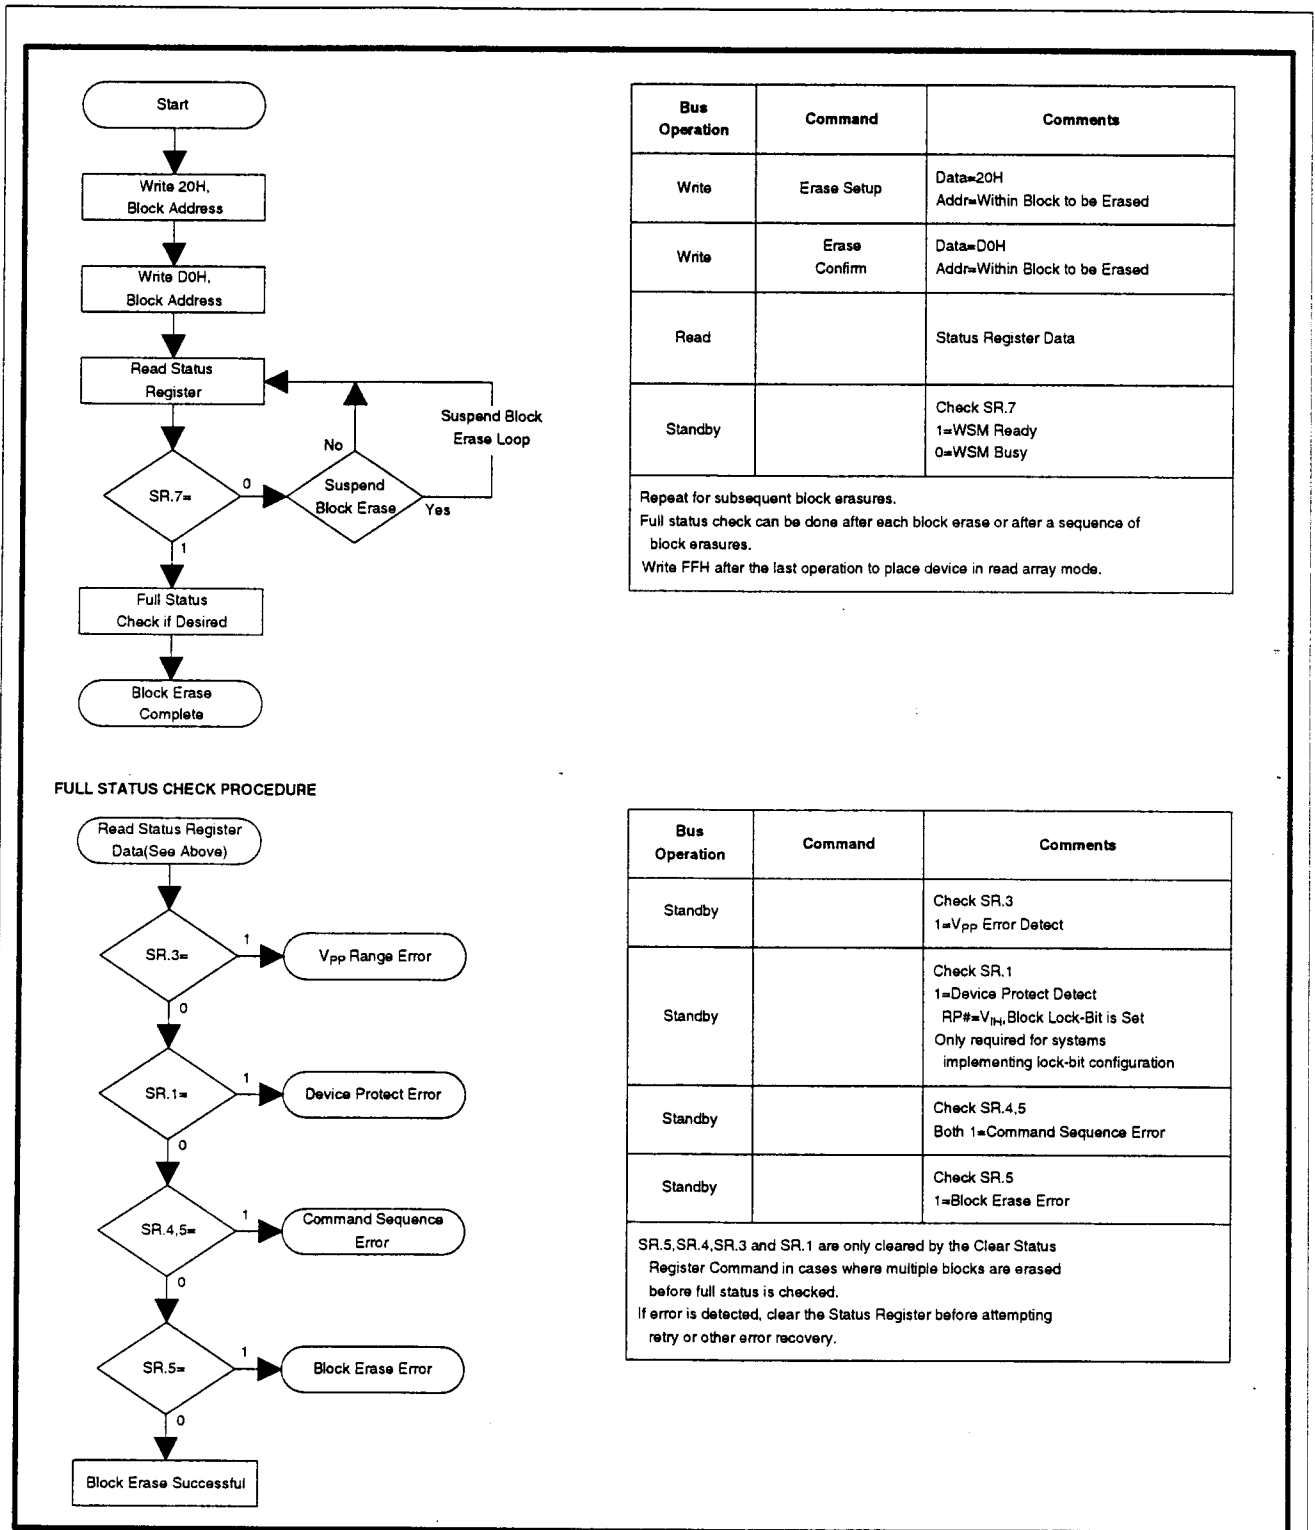 Start
Write 20H,
Block Address
Write D0H,
Block Address
Read Status
Register
Suspend Block
Erase Loop
No
SR.7=
0
Suspend
Block Erase
Yes
1
Full Status
Check if Desired
Block Erase
Complete
Bus
Operation
Command
Comments
Write
Erase Setup
Data=20H
Addr=Within Block to be Erased
Write
Erase
Confirm
Data=D0H
Addr=Within Block to be Erased
Read
Status Register Data
Standby
Check SR.7
1=WSM Ready
0=WSM Busy
Repeat for subsequent block erasures.
Full status check can be done after each block erase or after a sequence of
block erasures.
Write FFH after the last operation to place device in read array mode.
FULL STATUS CHECK PROCEDURE
Read Status Register
Data(See Above)
SR.3=
1
VPP Range Error
0
SR.1=
1
Device Protect Error
0
SR.4,5=
1
Command Sequence
Error
0
SR.5=
1
Block Erase Error
0
Block Erase Successful
Bus
Operation
Command
Comments
Standby
Check SR.3
1=VPP Error Detect
Standby
Check SR.1
1=Device Protect Detect
RP#=VIH,Block Lock-Bit is Set
Only required for systems
implementing lock-bit configuration
Standby
Check SR.4,5
Both 1=Command Sequence Error
Standby
Check SR.5
1=Block Erase Error
SR.5,SR.4,SR.3 and SR.1 are only cleared by the Clear Status
Register Command in cases where multiple blocks are erased
before full status is checked.
If error is detected, clear the Status Register before attempting
retry or other error recovery.